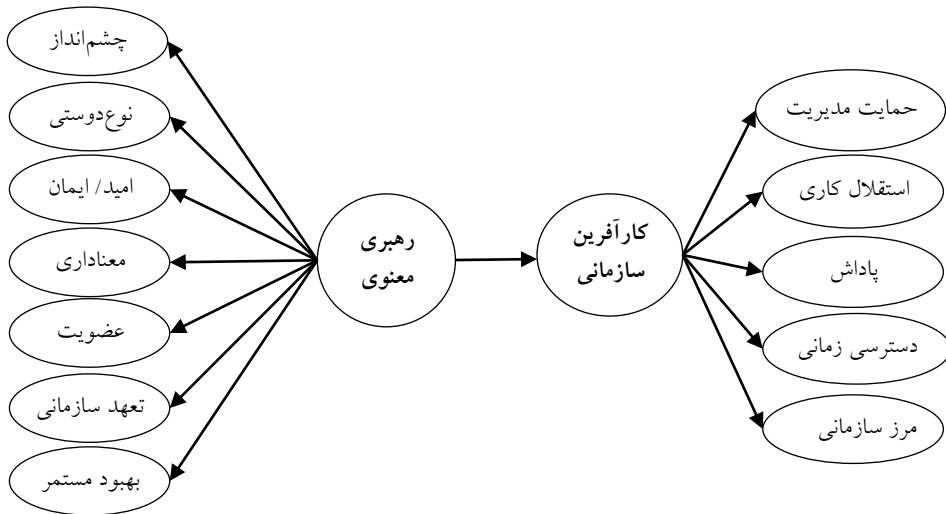 چشم‌انداز
نوع‌دوستی
امید/ ایمان
معناداری
عضویت
تعهد سازمانی
بهبود مستمر
رهبری
معنوی
کارآفرین
سازمانی
حمایت مدیریت
استقلال کاری
پاداش
دسترسی زمانی
مرز سازمانی